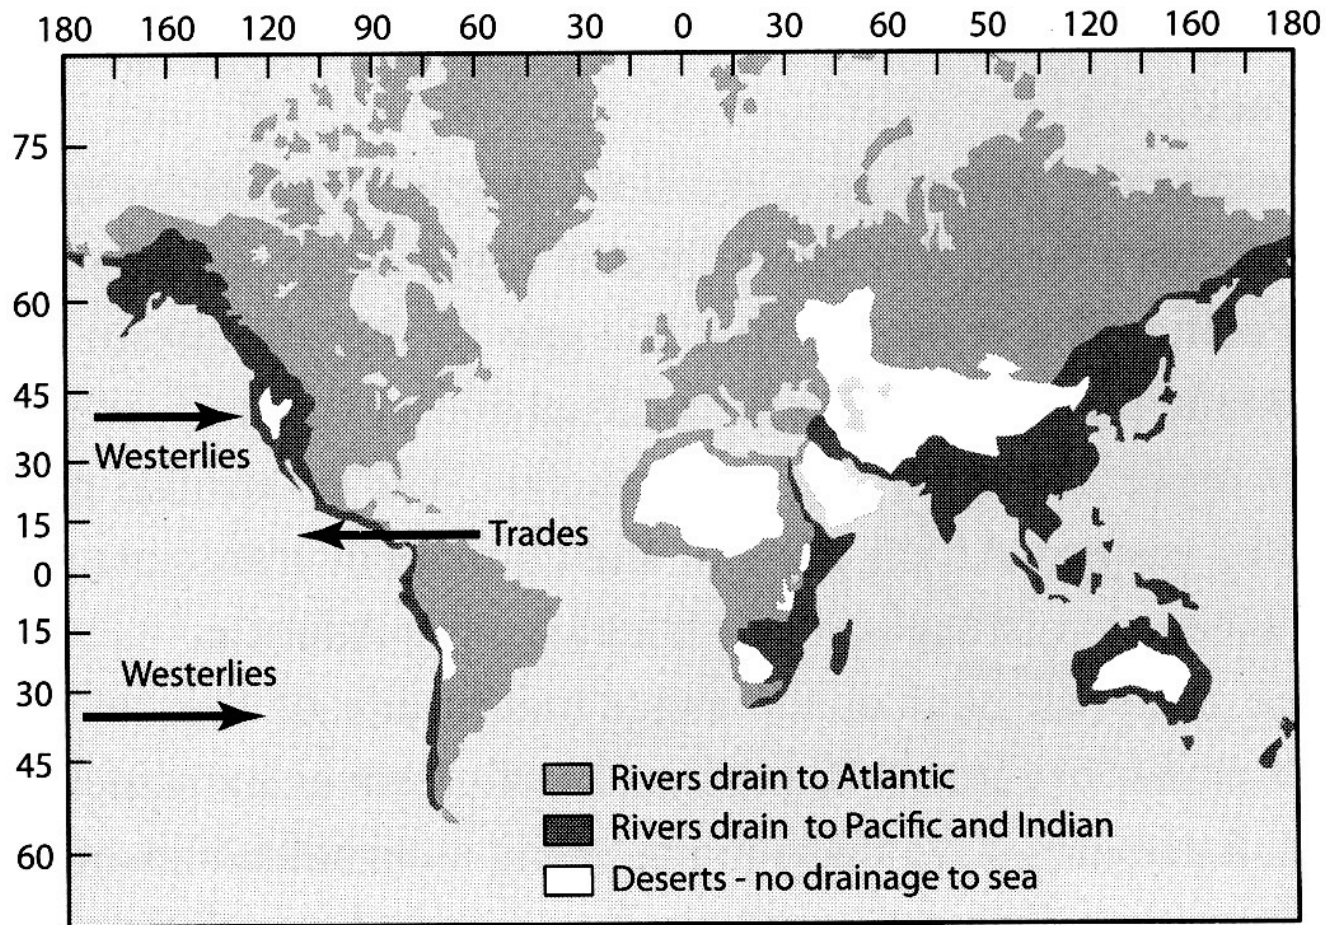 180 160 120 90 60 30 0 30 60 50 120 160 180
75
60
45
Westerlies
30
15
Trades
0
15
Westerlies
30
45
Rivers drain to Atlantic
Rivers drain to Pacific and Indian
60
Deserts - no drainage to sea